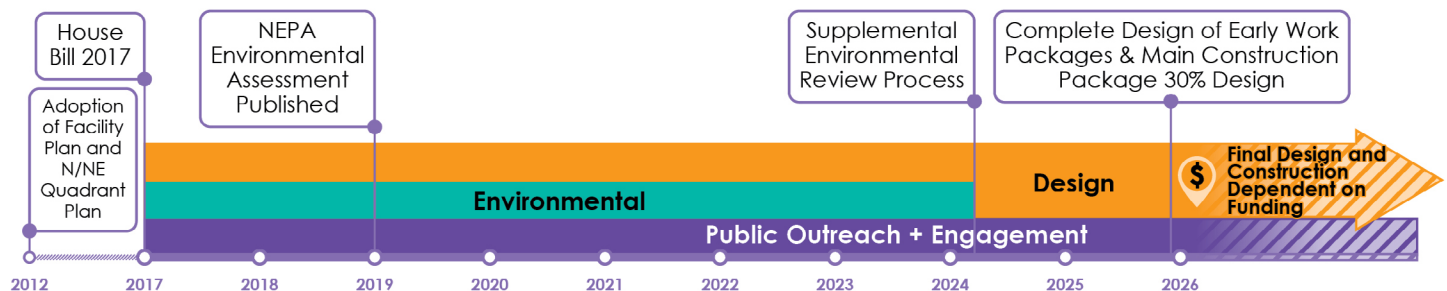 House
Bill 2017
NEPA
Environmental
Assessment
Published
Supplemental
Environmental
Review Process
Complete Design of Early Work
Packages & Main Construction
Package 30% Design
Adoption
of Facility
Plan and
N/NE
Quadrant
Plan
Environmental
Design
$
Final Design and
Construction
Dependent on
Funding
Public Outreach + Engagement
2012 2017 2018 2019 2020 2021 2022 2023 2024 2025 2026